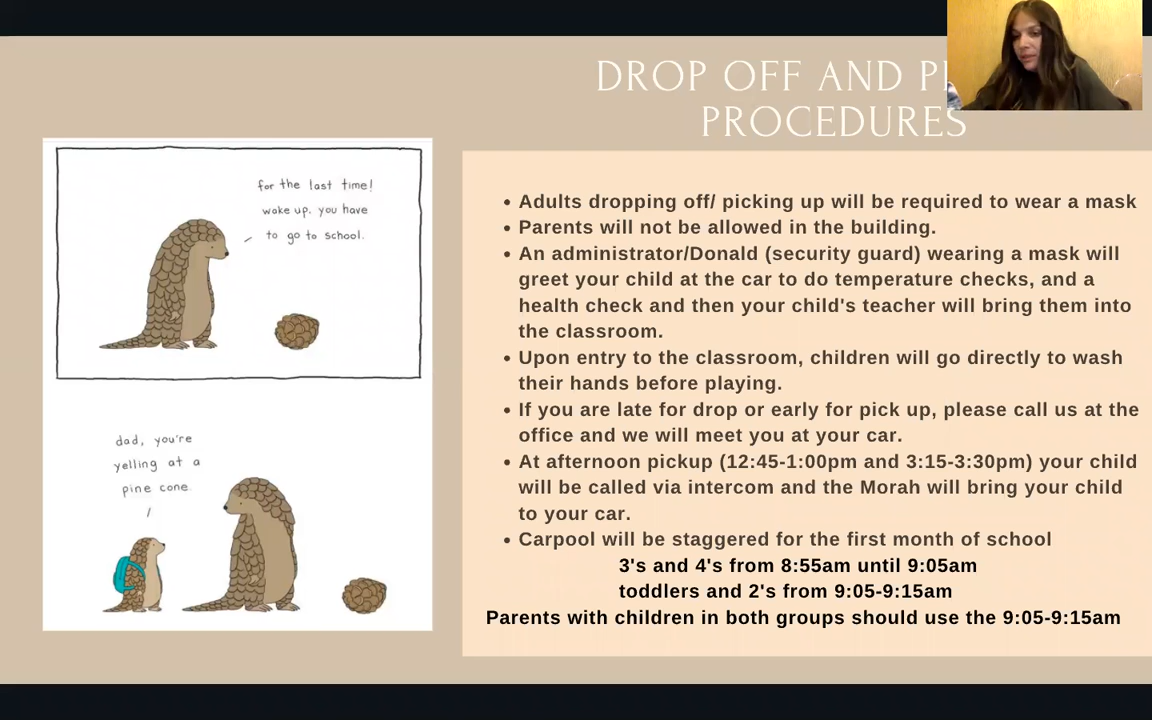 DROP OFF AND
PROCEDURES
for the last time!
wake up. you have
to go to school.
dad, you're
yelling at a
pine cone.
• Adults dropping off/ picking up will be required to wear a mask
• Parents will not be allowed in the building.
• An administrator/Donald (security guard) wearing a mask will
greet your child at the car to do temperature checks, and a
health check and then your child's teacher will bring them into
the classroom.
• Upon entry to the classroom, children will go directly to wash
their hands before playing.
• If you are late for drop or early for pick up, please call us at the
office and we will meet you at your car.
• At afternoon pickup (12:45-1:00pm and 3:15-3:30pm) your child
will be called via intercom and the Morah will bring your child
to your car.
• Carpool will be staggered for the first month of school
3's and 4's from 8:55am until 9:05am
toddlers and 2's from 9:05-9:15am
Parents with children in both groups should use the 9:05-9:15am